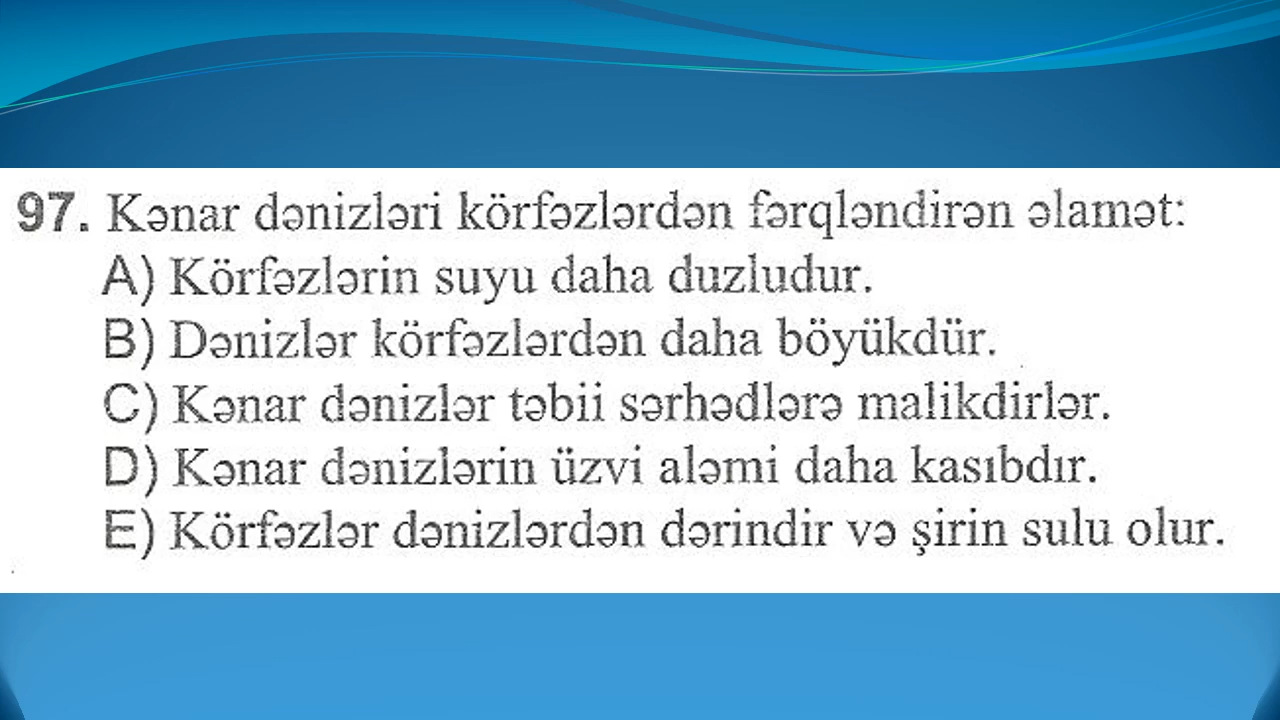 97. Kənar dənizləri körfəzlərdən fərqləndirən əlamət:
A) Körfəzlərin suyu daha duzludur.
B) Dənizlər körfəzlərdən daha böyükdür.
C) Kənar dənizlər təbii sərhədlərə malikdirlər.
D) Kənar dənizlərin üzvi aləmi daha kasıbdır.
E) Körfəzlər dənizlərdən dərindir və şirin sulu olur.